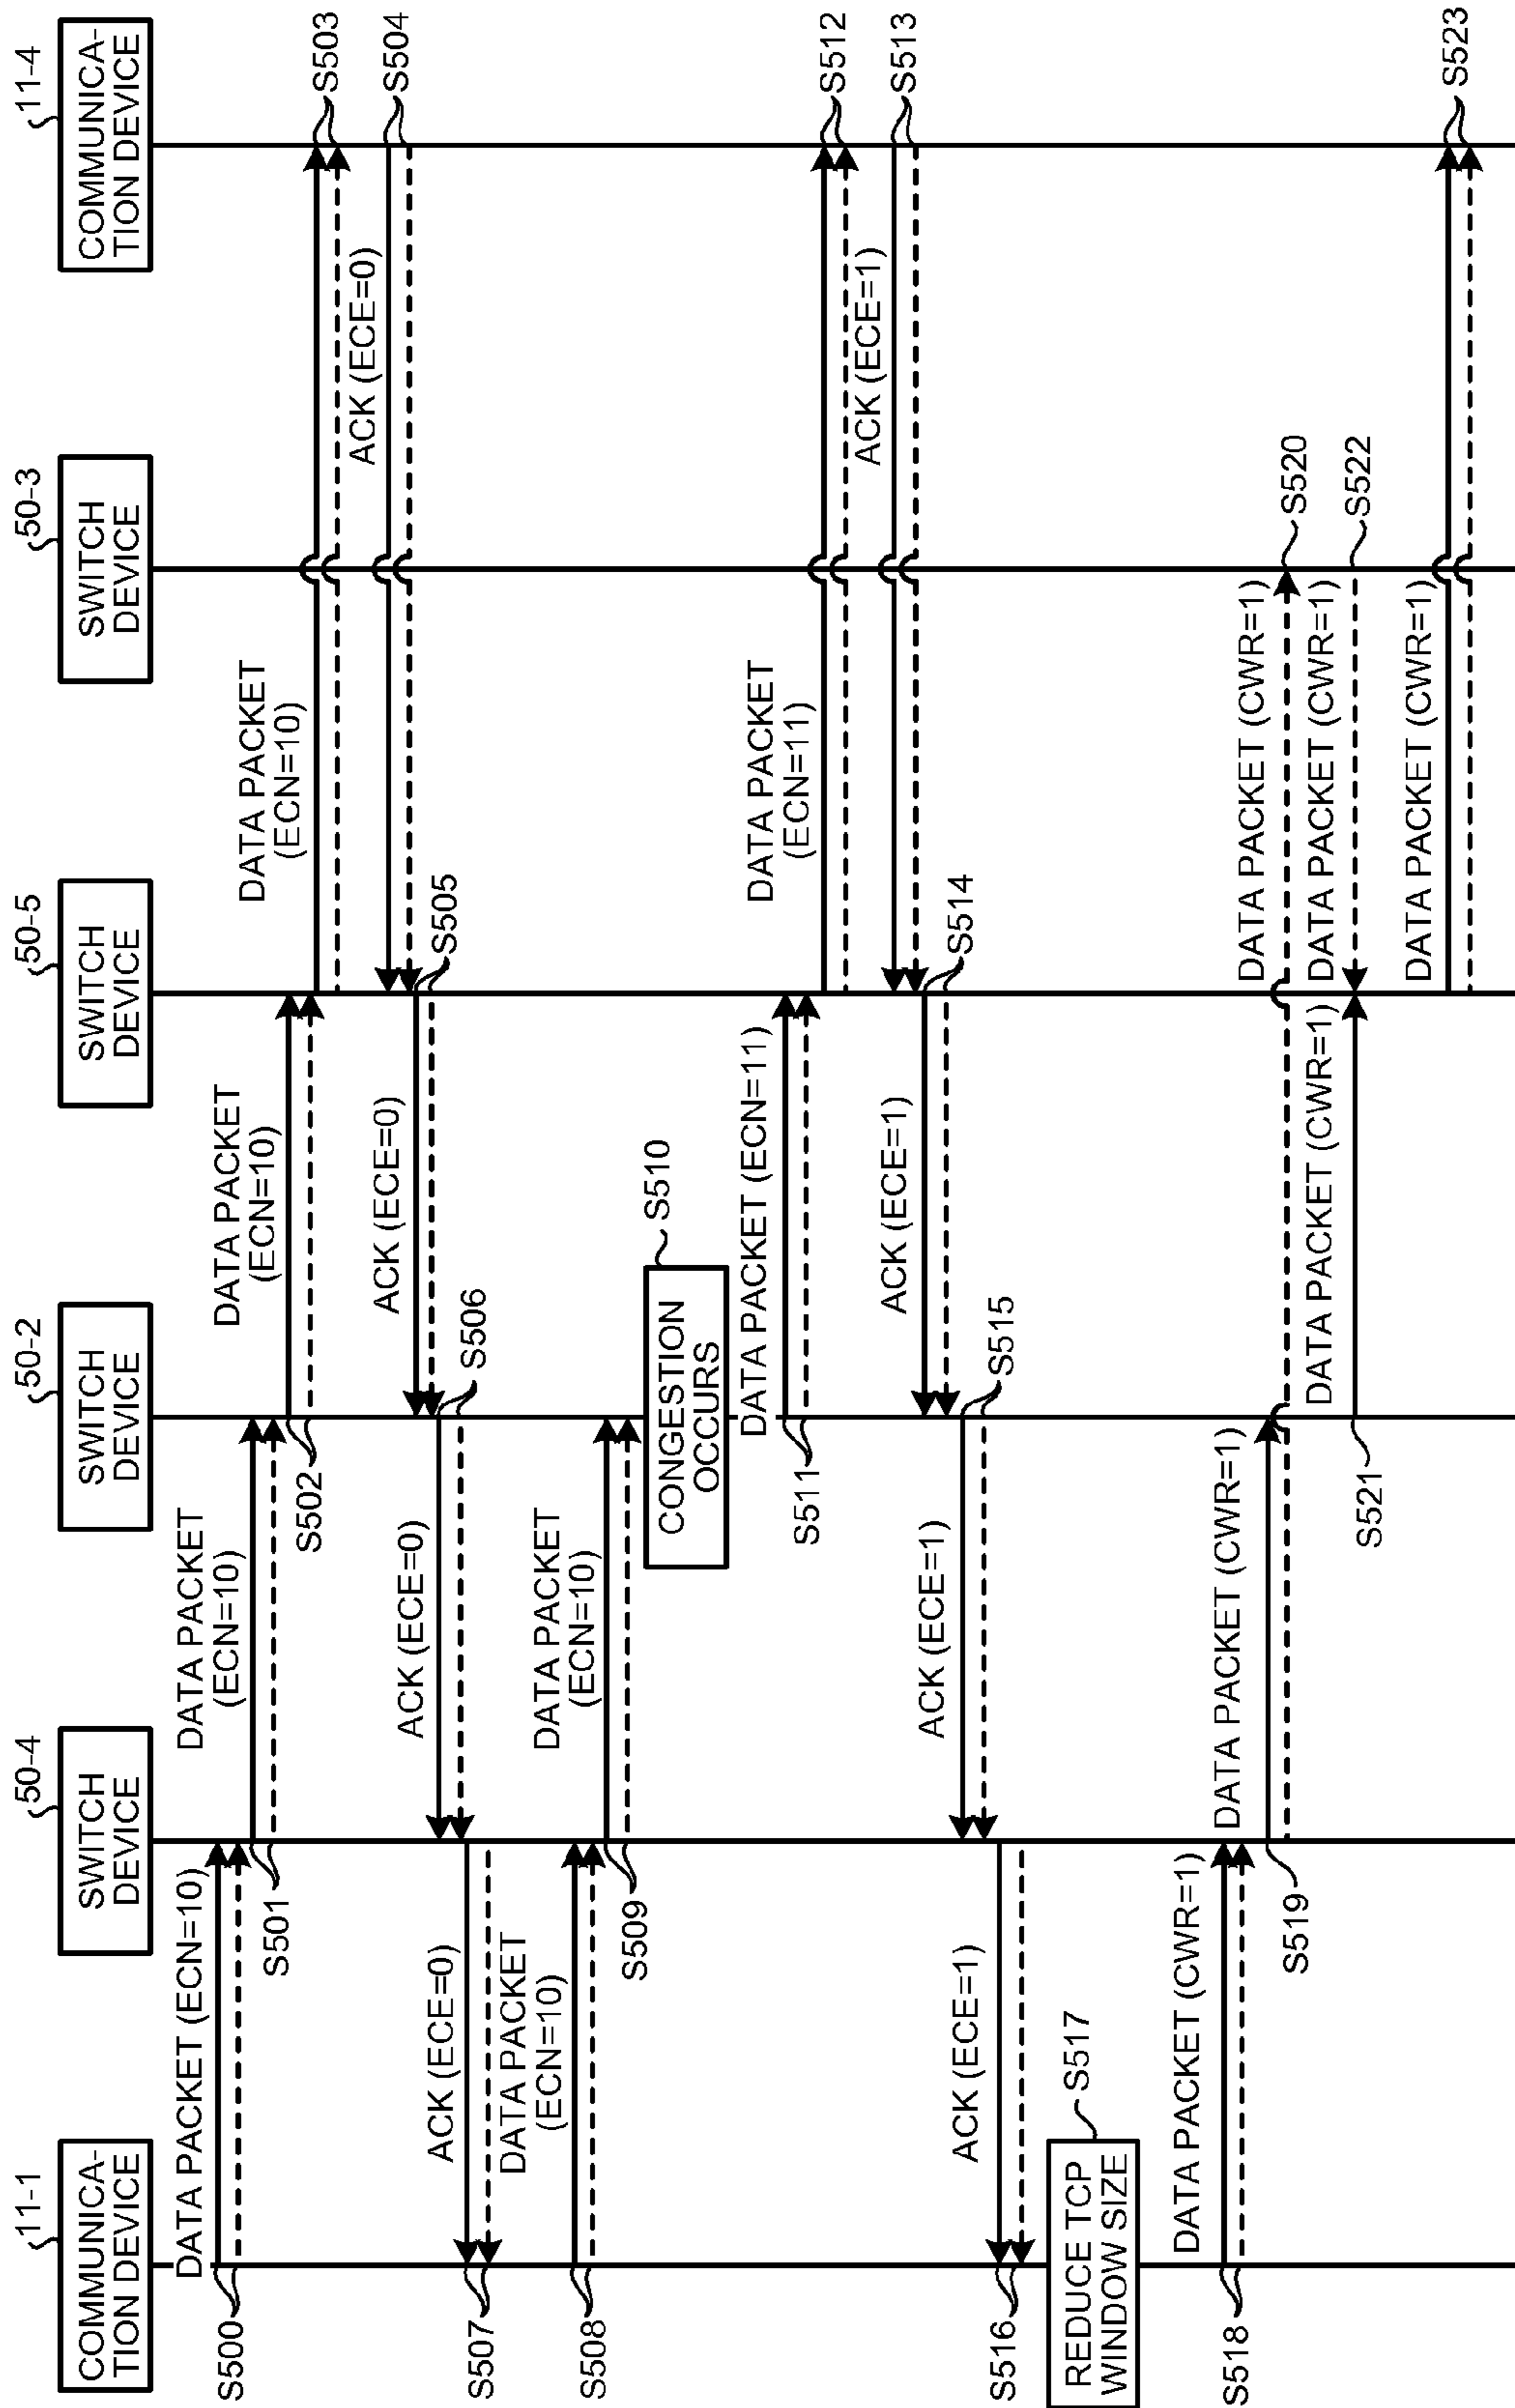 11-1
COMMUNICA-
TION DEVICE
50-4
SWITCH
DEVICE
50-2
SWITCH
DEVICE
50-5
SWITCH
DEVICE
50-3
SWITCH
DEVICE
11-4
COMMUNICA-
TION DEVICE
DATA PACKET (ECN=10)
S500
DATA PACKET
(ECN=10)
S501
DATA PACKET
(ECN=10)
S502
DATA PACKET
(ECN=10)
S503
ACK (ECE=0)
S504
ACK (ECE=0)
S505
ACK (ECE=0)
S506
ACK (ECE=0)
S507
DATA PACKET
(ECN=10)
S508
DATA PACKET
(ECN=10)
S509
CONGESTION
OCCURS
S510
DATA PACKET (ECN=11)
S511
DATA PACKET
(ECN=11)
S512
ACK (ECE=1)
S513
ACK (ECE=1)
S514
ACK (ECE=1)
S515
ACK (ECE=1)
S516
REDUCE TCP
WINDOW SIZE
S517
DATA PACKET (CWR=1)
S518
DATA PACKET (CWR=1)
S519
DATA PACKET (CWR=1)
S520
DATA PACKET (CWR=1)
S521
DATA PACKET (CWR=1)
S522
DATA PACKET (CWR=1)
S523